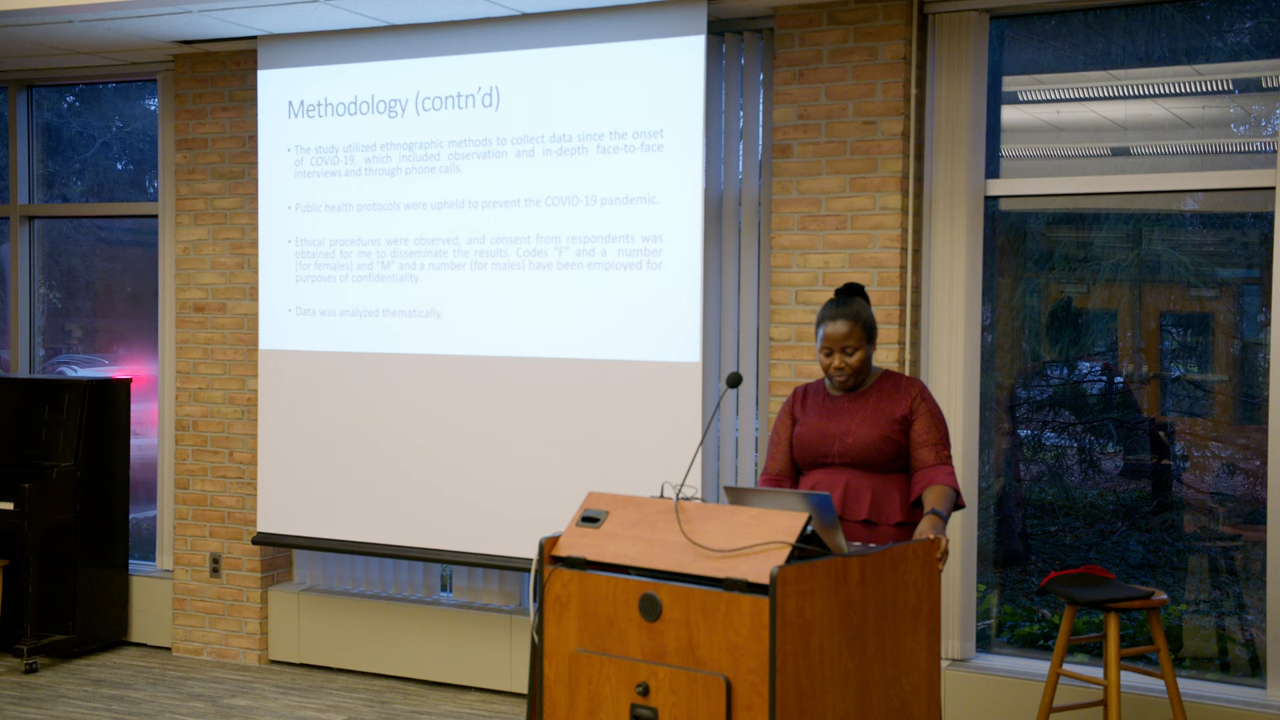 Methodology (contn'd)
• The study utilized ethnographic methods to collect data since the onset
of COVID-19, which included observation and in-depth face-to-face
interviews and through phone calls.
• Public health protocols were upheld to prevent the COVID-19 pandemic.
• Ethical procedures were observed, and consent from respondents was
obtained for me to disseminate the results. Codes "F" and a number
(for females) and "M" and a number (for males) have been employed for
purposes of confidentiality.
• Data was analyzed thematically.